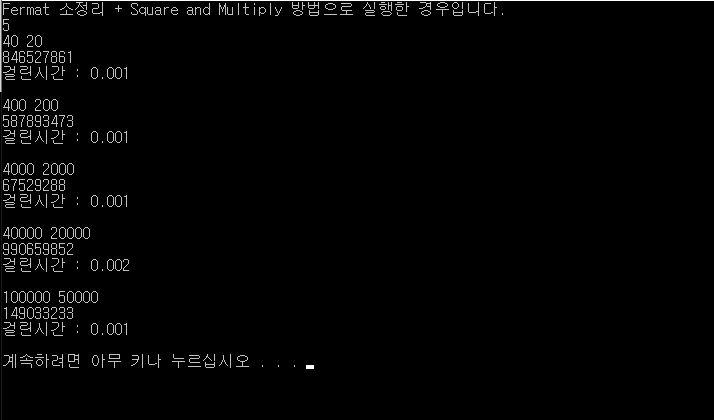 Fermat 소정리 + Square and Multiply 방법으로 실행한 경우입니다.
5
40 20
846527861
걸린시간 : 0.001
400 200
587893473
걸린시간 : 0.001
4000 2000
67529288
걸린시간 : 0.001
40000 20000
990659852
걸린시간 : 0.002
100000 50000
149033233
걸린시간 : 0.001
계속하려면 아무 키나 누르십시오 . . .